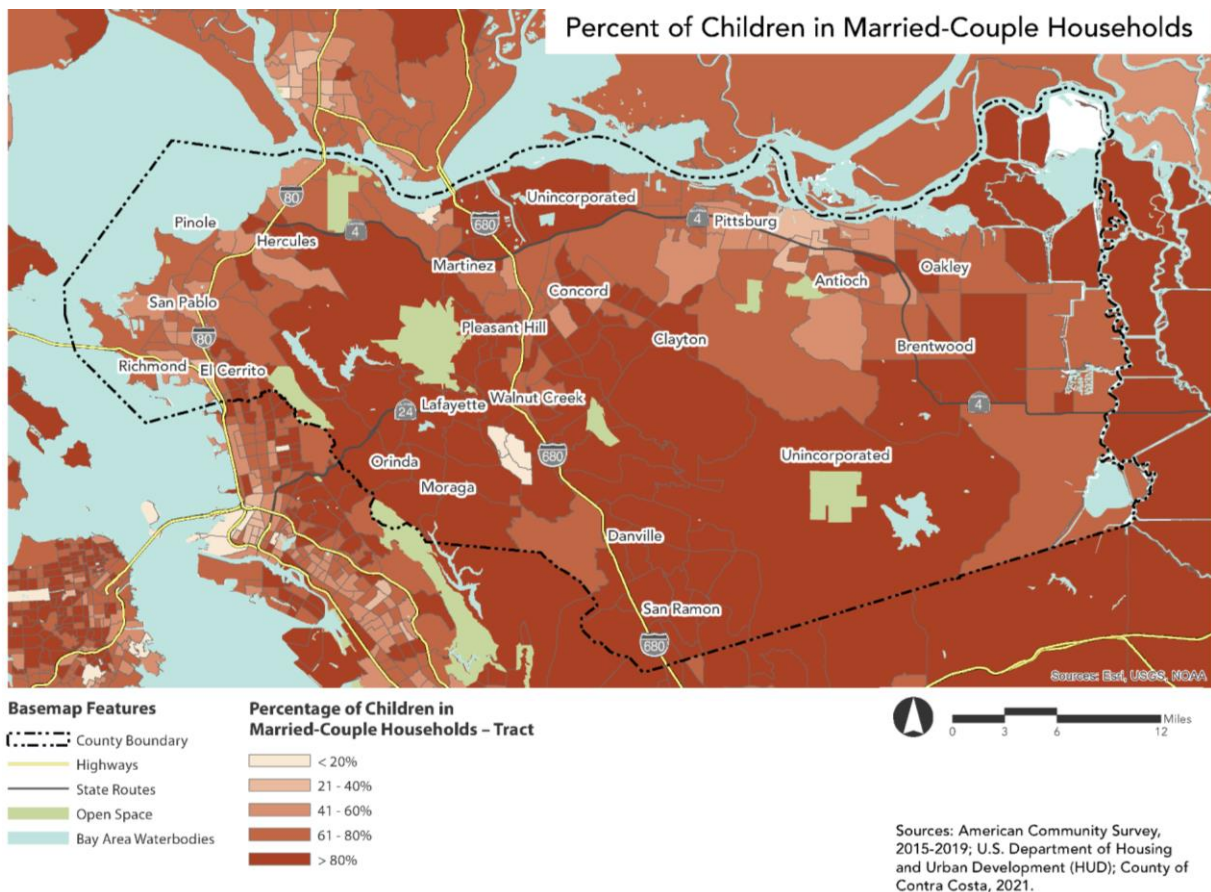 Percent of Children in Married-Couple Households
Unincorporated
80
Pinole
4
680
4
Pittsburg
Hercules
Martinez
Oakley
Antioch
Concord
San Pablo
80
Pleasant Hill
Clayton
Brentwood
Richmond
El Cerrito
24
Lafayette
Walnut Creek
4
Orinda
680
Unincorporated
Moraga
Danville
San Ramon
680
Sources: Esri, USGS, NOAA
Basemap Features
County Boundary
Highways
State Routes
Open Space
Bay Area Waterbodies
Percentage of Children in
Married-Couple Households – Tract
< 20%
21 - 40%
41 - 60%
61 - 80%
> 80%
Miles
0 3 6 12
Sources: American Community Survey,
2015-2019; U.S. Department of Housing
and Urban Development (HUD); County of
Contra Costa, 2021.